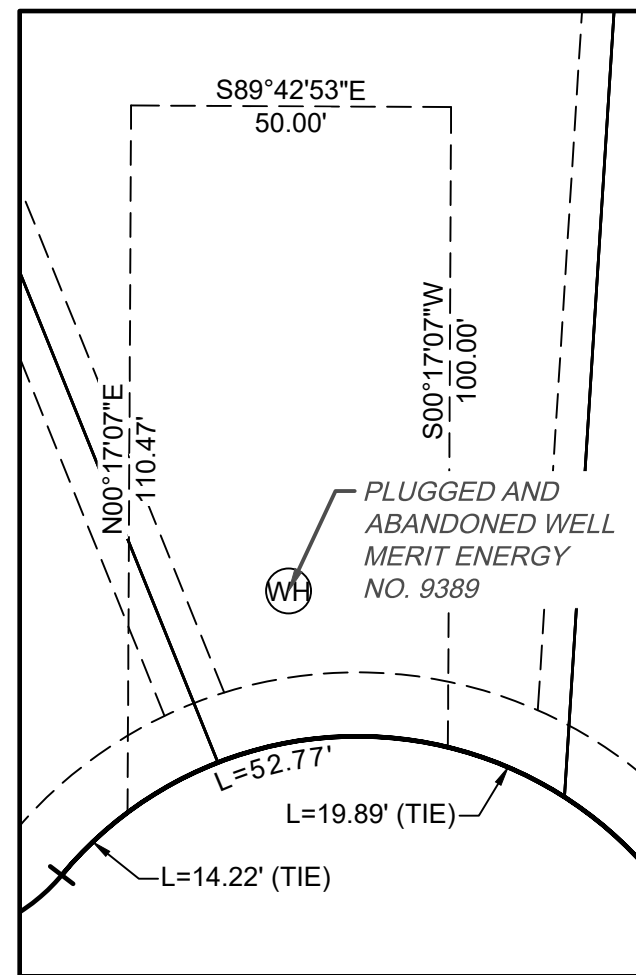 S89°42'53"E
50.00'
N00°17'07"E
110.47'
S00°17'07"W
100.00'
PLUGGED AND
ABANDONED WELL
MERIT ENERGY
NO. 9389
WH
L=52.77'
L=19.89' (TIE)
L=14.22' (TIE)